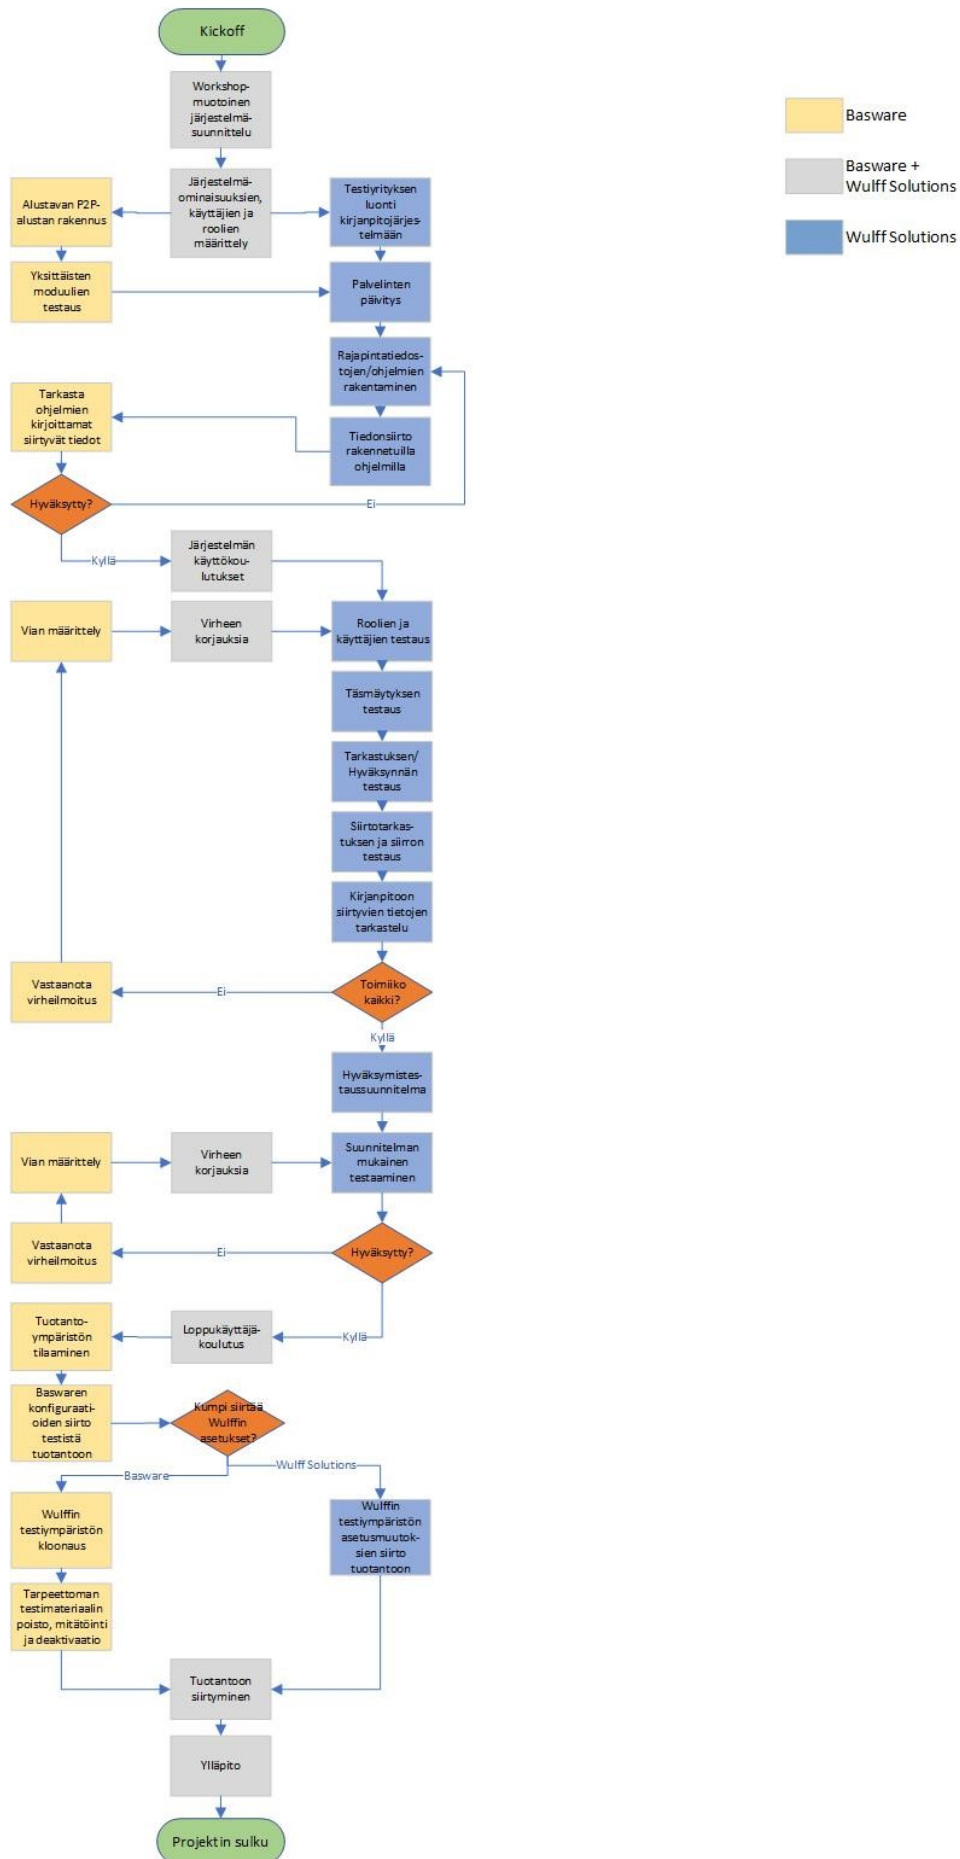 Kickoff
Workshop-
muotoinen
järjestelmä-
suunnittelu
Basware
Basware +
Wulff Solutions
Wulff Solutions
Alustavan P2P-
alustan rakennus
Järjestelmä-
ominaisuuksien,
käyttäjien ja
roolien
määrittely
Testiyrityksen
luonti
kirjanpitojärjes-
telmään
Yksittäisten
moduulien
testaus
Palvelinten
päivitys
Rajapintatiedos-
tojen/ohjelmien
rakentaminen
Tarkasta
ohjelmien
kirjoittamat
siirtyvät tiedot
Tiedonsiirto
rakennetuilla
ohjelmilla
Hyväksytty?
Ei
Kyllä
Järjestelmän
käyttökou-
lutukset
Vian määrittely
Virheen
korjauksia
Roolien ja
käyttäjien testaus
Täsmäytyksen
testaus
Tarkastuksen/
Hyväksynnän
testaus
Siirtotarkas-
tuksen ja siirron
testaus
Kirjanpitoon
siirtyvien tietojen
tarkastelu
Vastaanota
virheilmoitus
Ei
Toimiiko
kaikki?
Kyllä
Hyväksymistes-
taussuunnitelma
Vian määrittely
Virheen
korjauksia
Suunnitelman
mukainen
testaaminen
Vastaanota
virheilmoitus
Ei
Hyväksytty?
Tuotanto-
ympäristön
tilaaminen
Loppukäyttäjä-
koulutus
Kyllä
Baswaren
konfiguraati-
oiden siirto
testistä
tuotantoon
Kumpi siirtää
Wulffin
asetukset?
Basware
Wulff Solutions
Wulffin
testiympäristön
kloonaus
Wulffin
testiympäristön
asetusmuutok-
sien siirto
tuotantoon
Tarpeettoman
testimateriaalin
poisto, mitätöinti
ja deaktivaatio
Tuotantoon
siirtyminen
Ylläpito
Projektin sulku